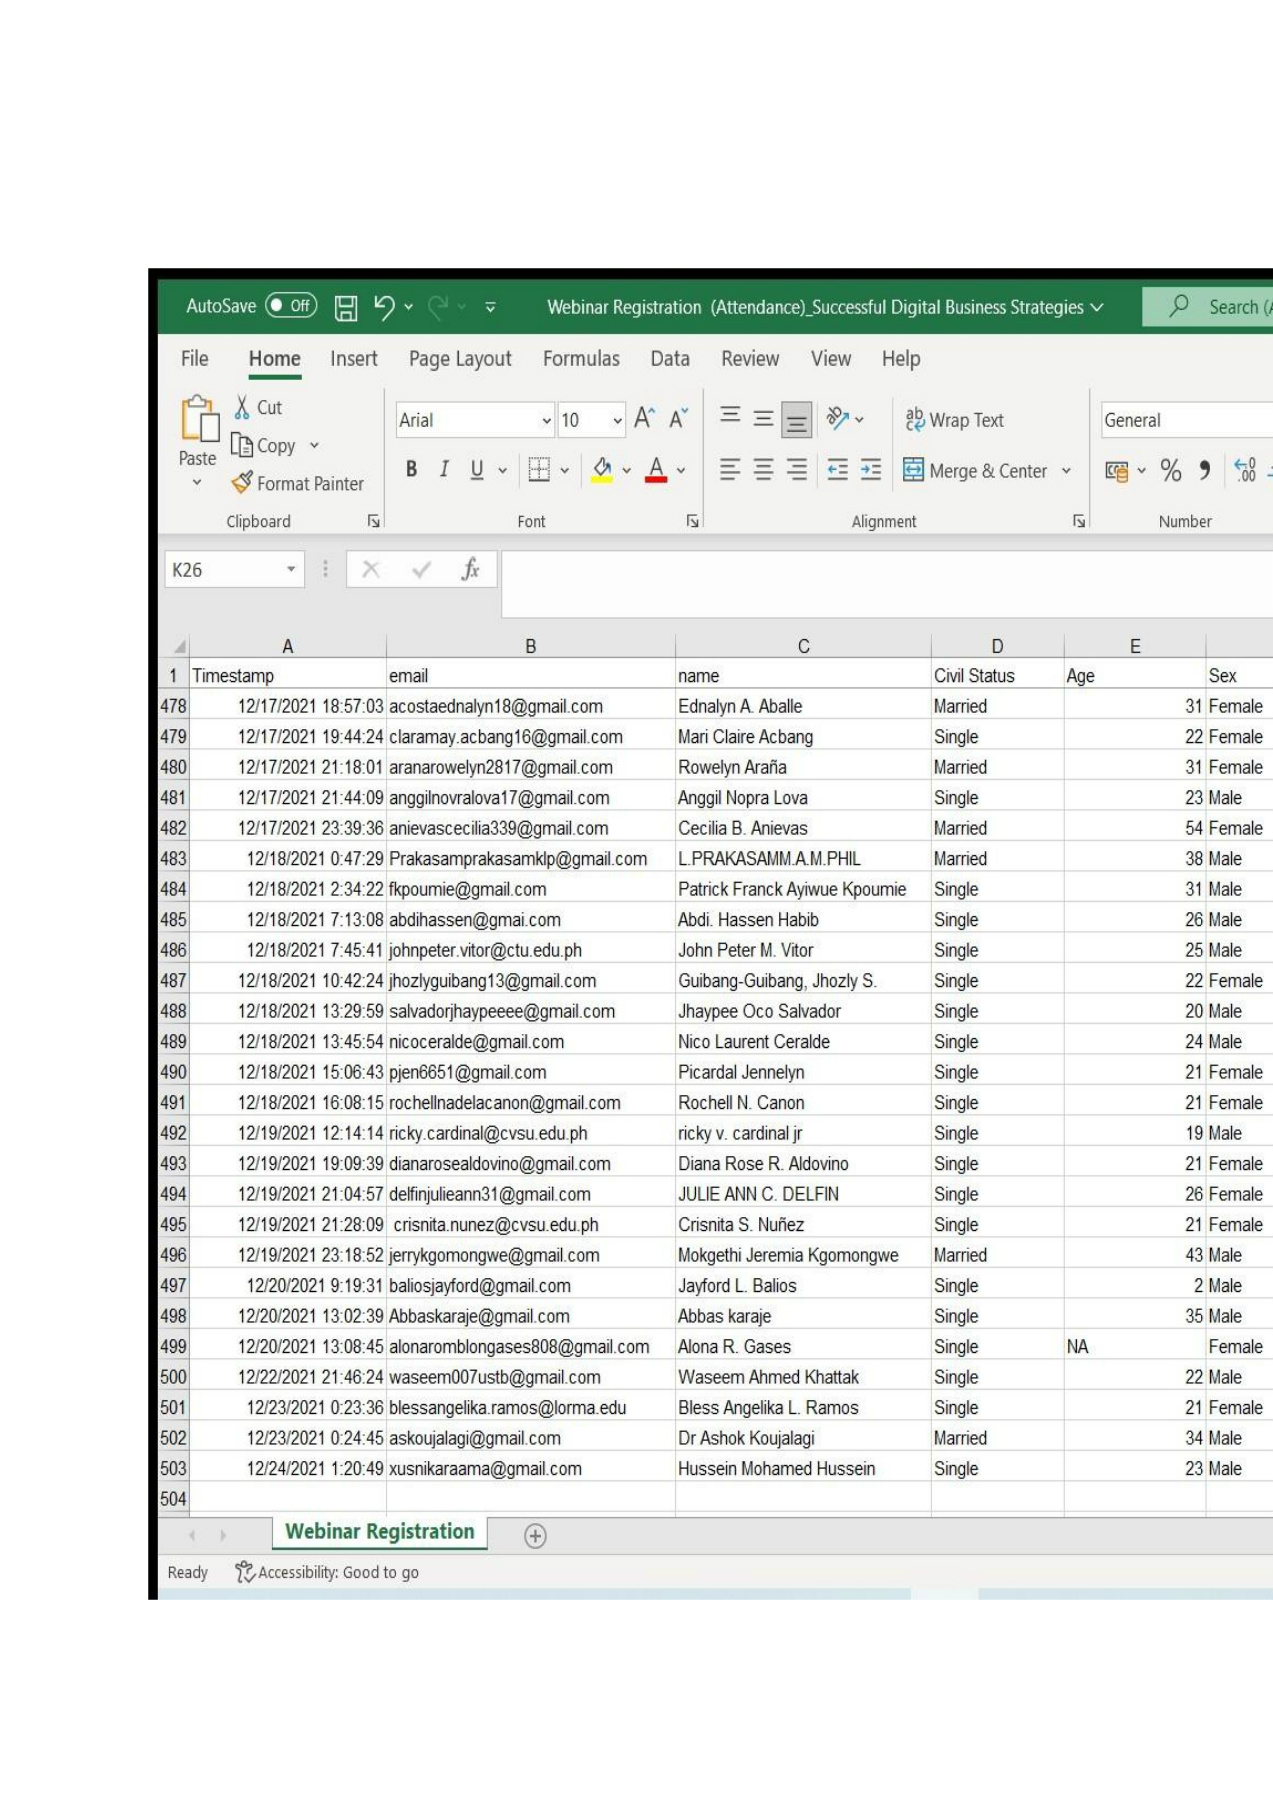 AutoSave Off Webinar Registration (Attendance)_Successful Digital Business Strategies Search (
File Home Insert Page Layout Formulas Data Review View Help
Paste Cut Copy Format Painter
Clipboard
Arial 10 A A
B I U A
Font
ab Wrap Text
Merge & Center
Alignment
General
% , .00
Number
K26 fx
A B C D E
1 Timestamp email name Civil Status Age Sex
478 12/17/2021 18:57:03 acostaednalyn18@gmail.com Ednalyn A. Aballe Married 31 Female
479 12/17/2021 19:44:24 claramay.acbang16@gmail.com Mari Claire Acbang Single 22 Female
480 12/17/2021 21:18:01 aranarowelyn2817@gmail.com Rowelyn Araña Married 31 Female
481 12/17/2021 21:44:09 anggilnovralova17@gmail.com Anggil Nopra Lova Single 23 Male
482 12/17/2021 23:39:36 anievascecilia339@gmail.com Cecilia B. Anievas Married 54 Female
483 12/18/2021 0:47:29 Prakasamprakasamklp@gmail.com L.PRAKASAMM.A.M.PHIL Married 38 Male
484 12/18/2021 2:34:22 fkpoumie@gmail.com Patrick Franck Ayiwue Kpoumie Single 31 Male
485 12/18/2021 7:13:08 abdihassen@gmai.com Abdi. Hassen Habib Single 26 Male
486 12/18/2021 7:45:41 johnpeter.vitor@ctu.edu.ph John Peter M. Vitor Single 25 Male
487 12/18/2021 10:42:24 jhozlyguibang13@gmail.com Guibang-Guibang, Jhozly S. Single 22 Female
488 12/18/2021 13:29:59 salvadorjhaypeeee@gmail.com Jhaypee Oco Salvador Single 20 Male
489 12/18/2021 13:45:54 nicoceralde@gmail.com Nico Laurent Ceralde Single 24 Male
490 12/18/2021 15:06:43 pjen6651@gmail.com Picardal Jennelyn Single 21 Female
491 12/18/2021 16:08:15 rochellnadelacanon@gmail.com Rochell N. Canon Single 21 Female
492 12/19/2021 12:14:14 ricky.cardinal@cvsu.edu.ph ricky v. cardinal jr Single 19 Male
493 12/19/2021 19:09:39 dianarosealdovino@gmail.com Diana Rose R. Aldovino Single 21 Female
494 12/19/2021 21:04:57 delfinjulieann31@gmail.com JULIE ANN C. DELFIN Single 26 Female
495 12/19/2021 21:28:09 crisnita.nunez@cvsu.edu.ph Crisnita S. Nuñez Single 21 Female
496 12/19/2021 23:18:52 jerrykgomongwe@gmail.com Mokgethi Jeremia Kgomongwe Married 43 Male
497 12/20/2021 9:19:31 baliosjayford@gmail.com Jayford L. Balios Single 2 Male
498 12/20/2021 13:02:39 Abbaskaraje@gmail.com Abbas karaje Single 35 Male
499 12/20/2021 13:08:45 alonaromblongases808@gmail.com Alona R. Gases Single NA Female
500 12/22/2021 21:46:24 waseem007ustb@gmail.com Waseem Ahmed Khattak Single 22 Male
501 12/23/2021 0:23:36 blessangelika.ramos@lorma.edu Bless Angelika L. Ramos Single 21 Female
502 12/23/2021 0:24:45 askoujalagi@gmail.com Dr Ashok Koujalagi Married 34 Male
503 12/24/2021 1:20:49 xusnikaraama@gmail.com Hussein Mohamed Hussein Single 23 Male
504
Webinar Registration
Ready Accessibility: Good to go